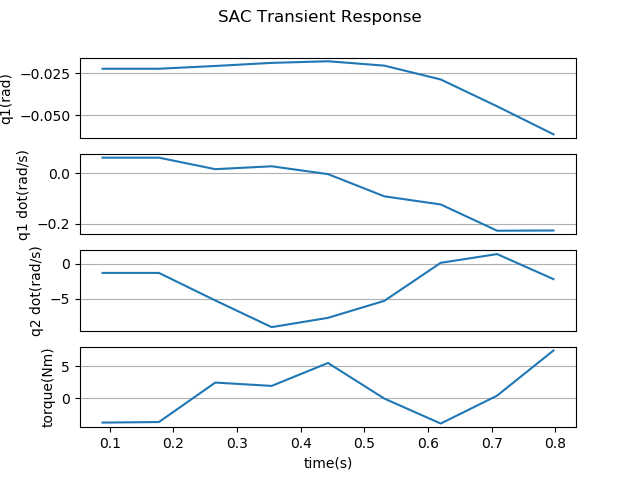 SAC Transient Response
q1(rad)
−0.025
−0.050
q1 dot(rad/s)
0.0
−0.2
q2 dot(rad/s)
0
−5
torque(Nm)
5
0
0.1 0.2 0.3 0.4 0.5 0.6 0.7 0.8
time(s)